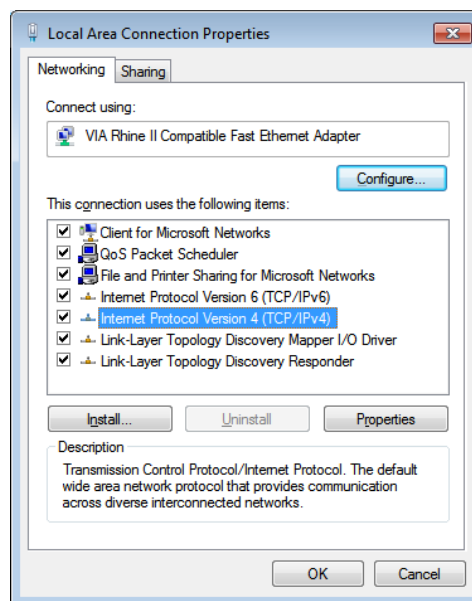 Local Area Connection Properties
Networking
Sharing
Connect using:
VIA Rhine II Compatible Fast Ethernet Adapter
Configure...
This connection uses the following items:
Client for Microsoft Networks
QoS Packet Scheduler
File and Printer Sharing for Microsoft Networks
Internet Protocol Version 6 (TCP/IPv6)
Internet Protocol Version 4 (TCP/IPv4)
Link-Layer Topology Discovery Mapper I/O Driver
Link-Layer Topology Discovery Responder
Install...
Uninstall
Properties
Description
Transmission Control Protocol/Internet Protocol. The default
wide area network protocol that provides communication
across diverse interconnected networks.
OK
Cancel